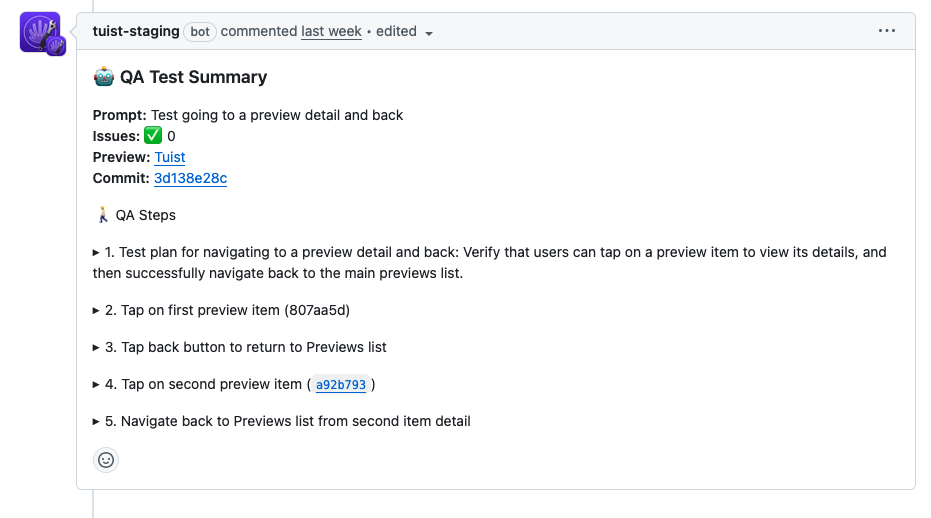 tuist-staging bot commented last week • edited
🤖 QA Test Summary
Prompt: Test going to a preview detail and back
Issues: ✅ 0
Preview: Tuist
Commit: 3d138e28c
🚶 QA Steps
▸ 1. Test plan for navigating to a preview detail and back: Verify that users can tap on a preview item to view its details, and
then successfully navigate back to the main previews list.
▸ 2. Tap on first preview item (807aa5d)
▸ 3. Tap back button to return to Previews list
▸ 4. Tap on second preview item ( a92b793 )
▸ 5. Navigate back to Previews list from second item detail